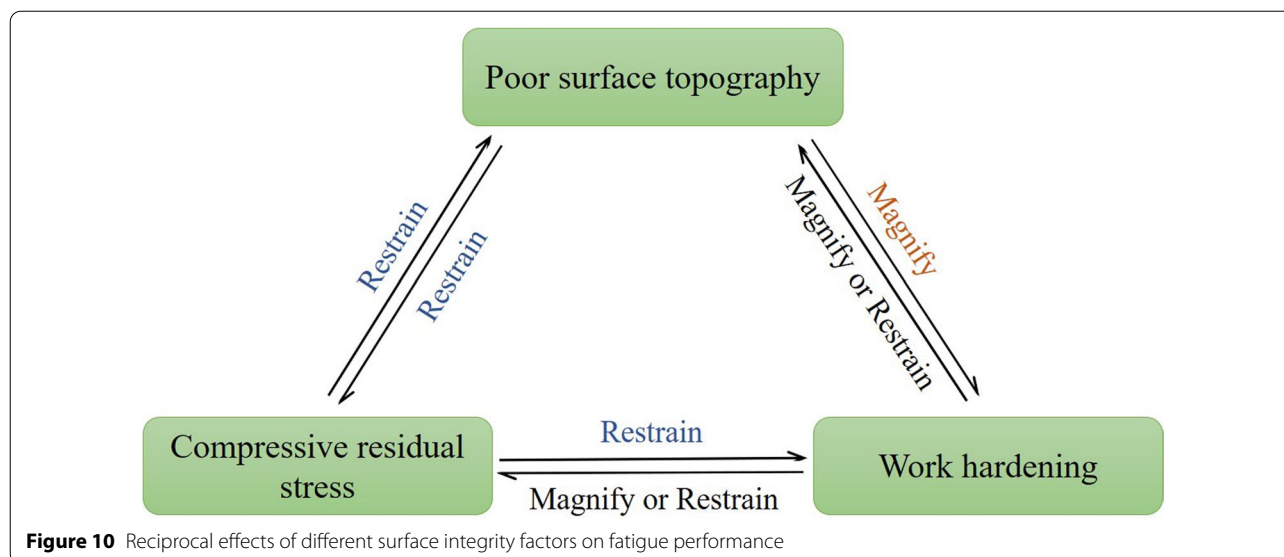 Poor surface topography
Restrain
Restrain
Magnify
Magnify or Restrain
Compressive residual
stress
Restrain
Magnify or Restrain
Work hardening
Figure 10 Reciprocal effects of different surface integrity factors on fatigue performance